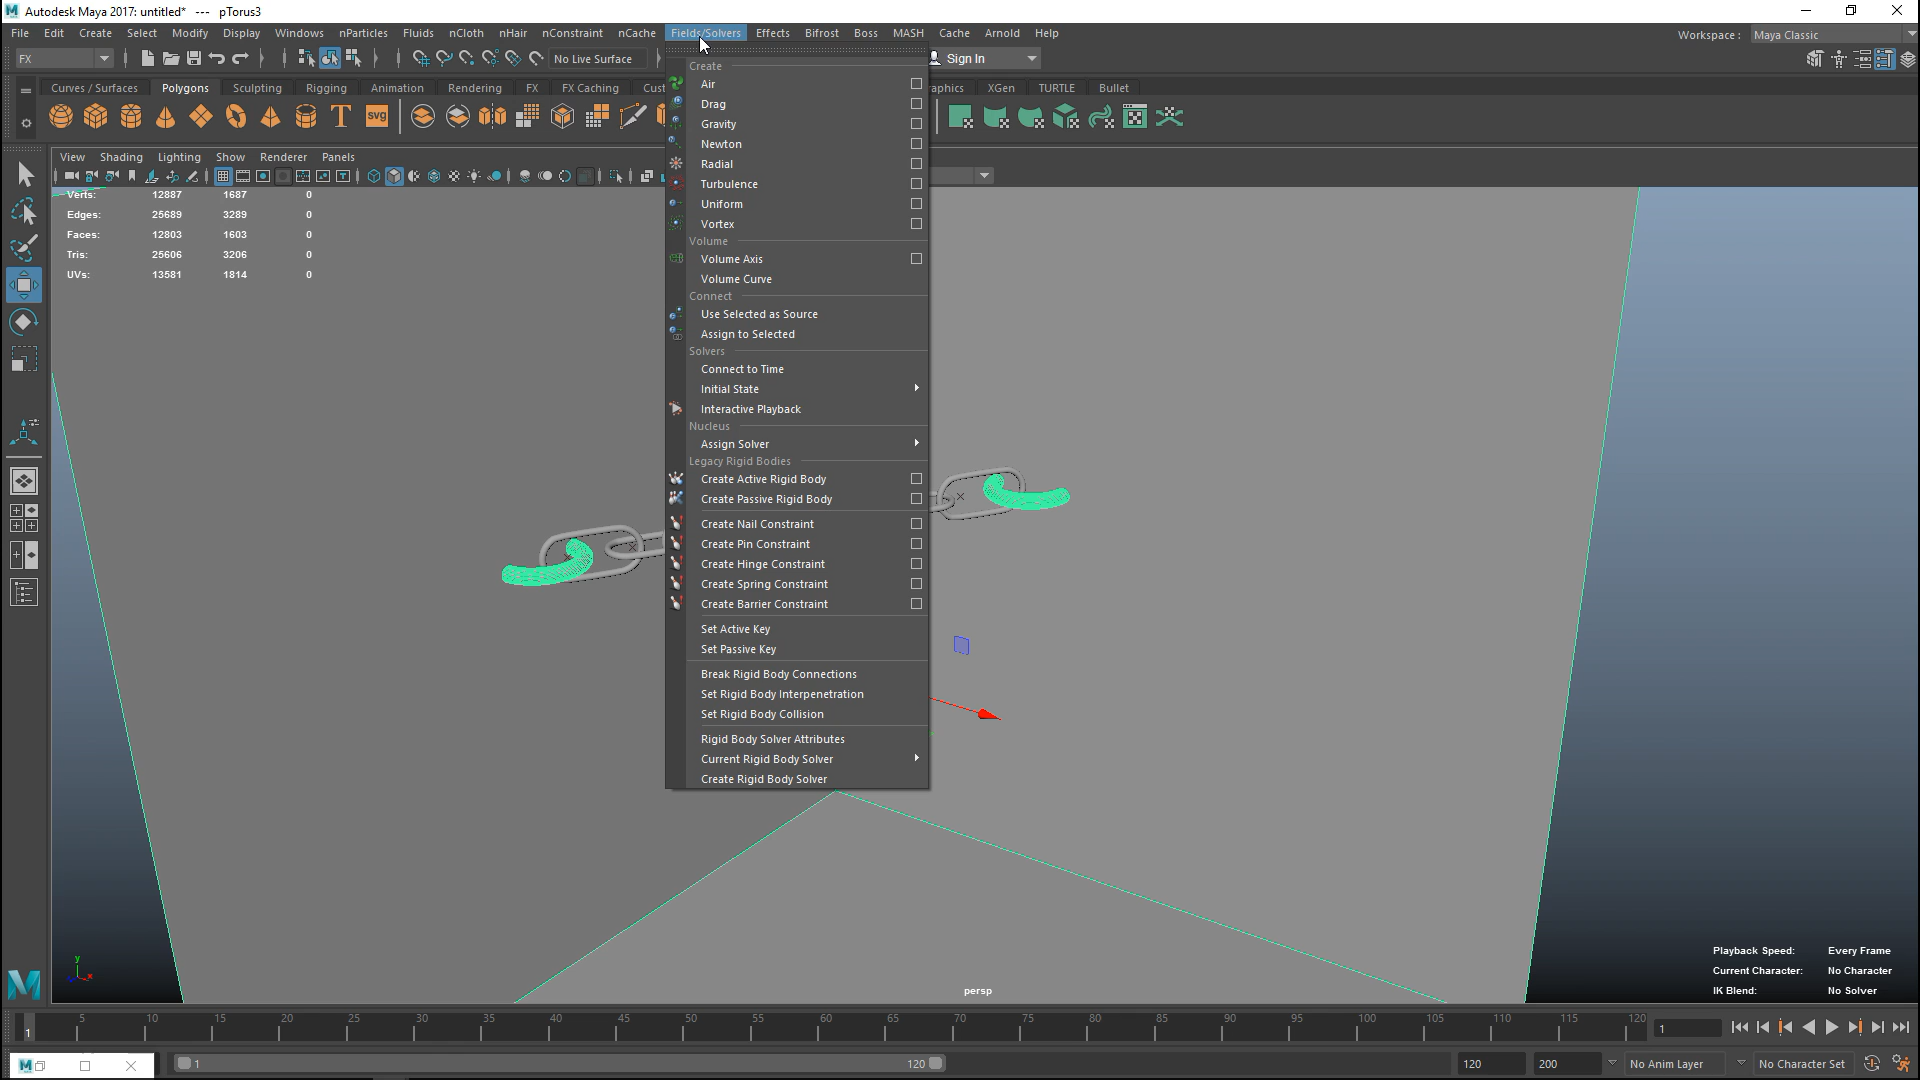 Autodesk Maya 2017: untitled*   ---   pTorus3
File Edit Create Select Modify Display Windows nParticles Fluids nCloth nHair nConstraint nCache Fields/Solvers Effects Bifrost Boss MASH Cache Arnold Help Workspace : Maya Classic
FX No Live Surface Sign In
Curves / Surfaces Polygons Sculpting Rigging Animation Rendering FX FX Caching Cust raphics XGen TURTLE Bullet
T svg
View Shading Lighting Show Renderer Panels
Verts: 12887 1687 0
Edges: 25689 3289 0
Faces: 12803 1603 0
Tris: 25606 3206 0
UVs: 13581 1814 0
Create
Air
Drag
Gravity
Newton
Radial
Turbulence
Uniform
Vortex
Volume
Volume Axis
Volume Curve
Connect
Use Selected as Source
Assign to Selected
Solvers
Connect to Time
Initial State
Interactive Playback
Nucleus
Assign Solver
Legacy Rigid Bodies
Create Active Rigid Body
Create Passive Rigid Body
Create Nail Constraint
Create Pin Constraint
Create Hinge Constraint
Create Spring Constraint
Create Barrier Constraint
Set Active Key
Set Passive Key
Break Rigid Body Connections
Set Rigid Body Interpenetration
Set Rigid Body Collision
Rigid Body Solver Attributes
Current Rigid Body Solver
Create Rigid Body Solver
Playback Speed: Every Frame
Current Character: No Character
IK Blend: No Solver
y
x
persp
1 5 10 15 20 25 30 35 40 45 50 55 60 65 70 75 80 85 90 95 100 105 110 115 120 1
1 120 120 200 No Anim Layer No Character Set